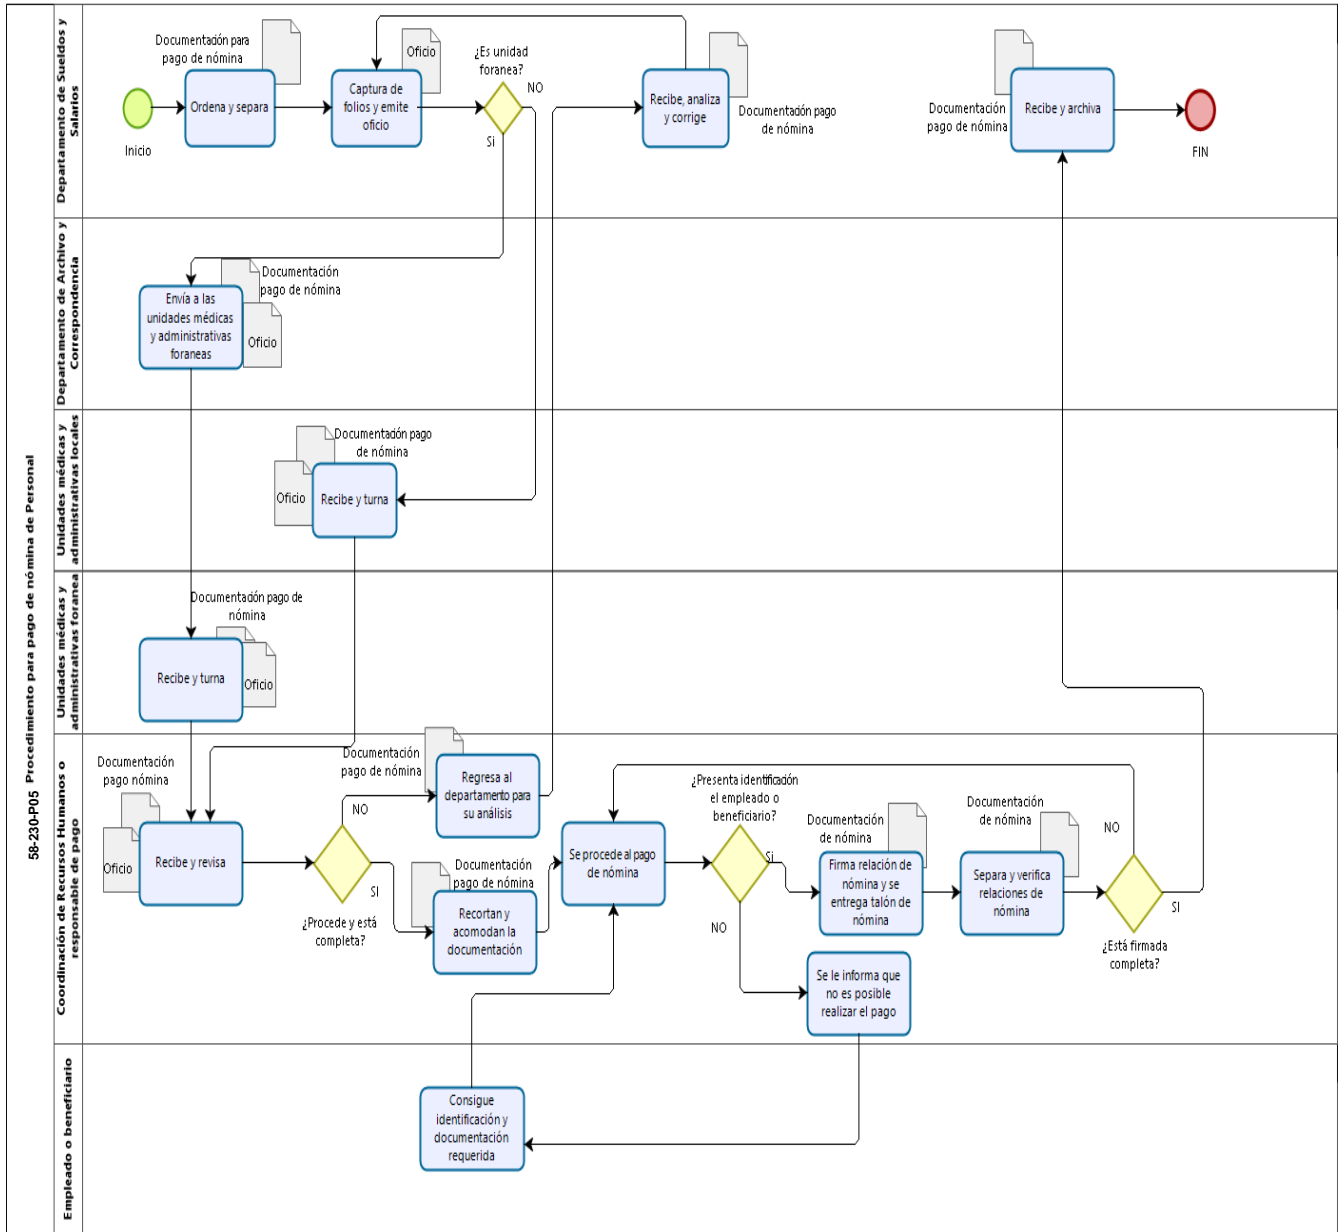 58-230-P05 Procedimiento para pago de nómina de Personal
Departamento de Sueldos y
Salarios
Inicio
Documentación para
pago de nómina
Ordena y separa
Oficio
Captura de
folios y emite
oficio
¿Es unidad
foranea?
NO
Si
Recibe, analiza
y corrige
Documentación pago
de nómina
Documentación
pago de nómina
Recibe y archiva
FIN
Departamento de Archivo y
Correspondencia
Documentación
pago de nómina
Envía a las
unidades médicas
y administrativas
foraneas
Oficio
Unidades médicas y
administrativas locales
Documentación pago
de nómina
Oficio
Recibe y turna
Unidades médicas y
administrativas foranea
Documentación pago de
nómina
Recibe y turna
Oficio
Coordinación de Recursos Humanos o
responsable de pago
Documentación
pago nómina
Oficio
Recibe y revisa
NO
SI
¿Procede y está
completa?
Documentación
pago de nómina
Regresa al
departamento para
su análisis
Documentación
pago de nómina
Recortan y
acomodan la
documentación
Se procede al pago
de nómina
¿Presenta identificación
el empleado o
beneficiario?
Si
NO
Documentación
de nómina
Firma relación de
nómina y se
entrega talón de
nómina
Documentación
de nómina
Separa y verifica
relaciones de
nómina
NO
SI
¿Está firmada
completa?
Se le informa que
no es posible
realizar el pago
Empleado o beneficiario
Consigue
identificación y
documentación
requerida